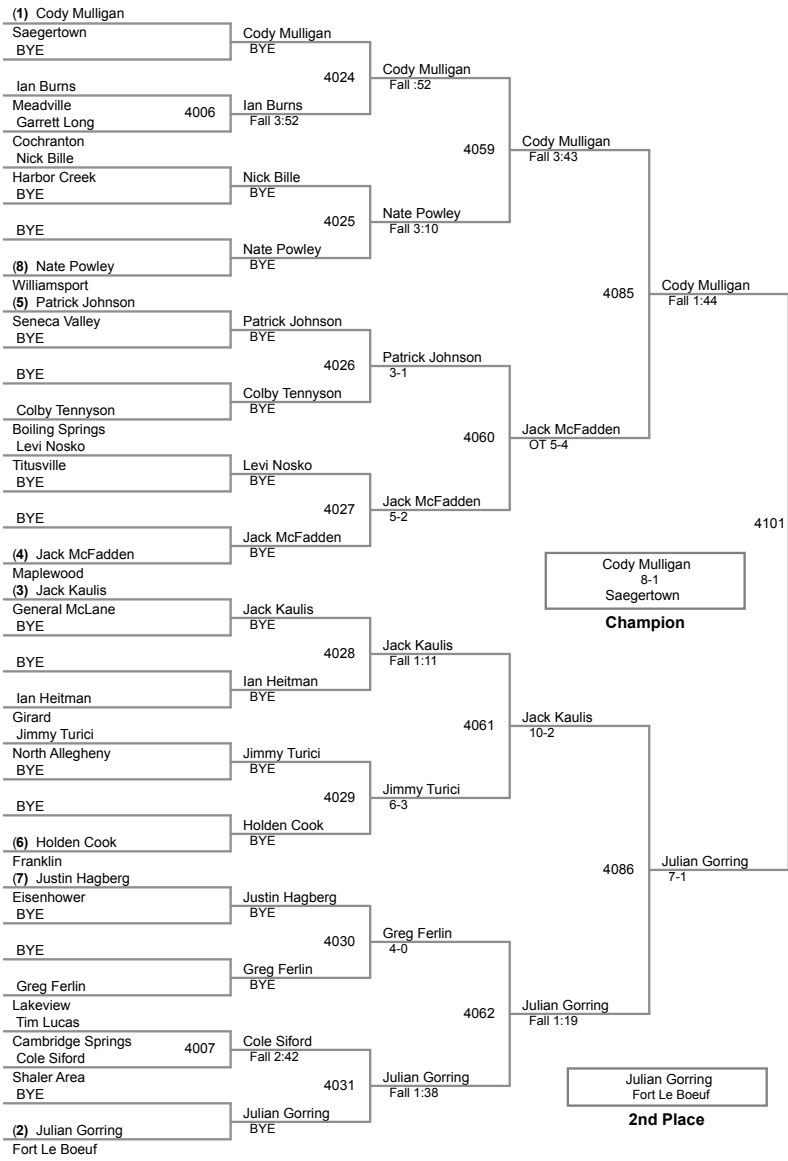 (1) Cody Mulligan
Saegertown
BYE
Ian Burns
Meadville
Garrett Long
Cochranton
Nick Bille
Harbor Creek
BYE
BYE
(8) Nate Powley
Williamsport
(5) Patrick Johnson
Seneca Valley
BYE
BYE
Colby Tennyson
Boiling Springs
Levi Nosko
Titusville
BYE
BYE
(4) Jack McFadden
Maplewood
(3) Jack Kaulis
General McLane
BYE
BYE
Ian Heitman
Girard
Jimmy Turici
North Allegheny
BYE
BYE
(6) Holden Cook
Franklin
(7) Justin Hagberg
Eisenhower
BYE
BYE
Greg Ferlin
Lakeview
Tim Lucas
Cambridge Springs
Cole Siford
Shaler Area
BYE
(2) Julian Gorring
Fort Le Boeuf
4006
4007
Cody Mulligan
BYE
Ian Burns
Fall 3:52
Nick Bille
BYE
Nate Powley
BYE
Patrick Johnson
BYE
Colby Tennyson
BYE
Levi Nosko
BYE
Jack McFadden
BYE
Jack Kaulis
BYE
Ian Heitman
BYE
Jimmy Turici
BYE
Holden Cook
BYE
Justin Hagberg
BYE
Greg Ferlin
BYE
Cole Siford
Fall 2:42
Julian Gorring
BYE
4024
4025
4026
4027
4028
4029
4030
4031
Cody Mulligan
Fall :52
Nate Powley
Fall 3:10
Patrick Johnson
3-1
Jack McFadden
5-2
Jack Kaulis
Fall 1:11
Jimmy Turici
6-3
Greg Ferlin
4-0
Julian Gorring
Fall 1:38
4059
4060
4061
4062
Cody Mulligan
Fall 3:43
Jack McFadden
OT 5-4
Jack Kaulis
10-2
Julian Gorring
Fall 1:19
4085
4086
Cody Mulligan
Fall 1:44
Julian Gorring
7-1
4101
Cody Mulligan
8-1
Saegertown
Champion
Julian Gorring
Fort Le Boeuf
2nd Place